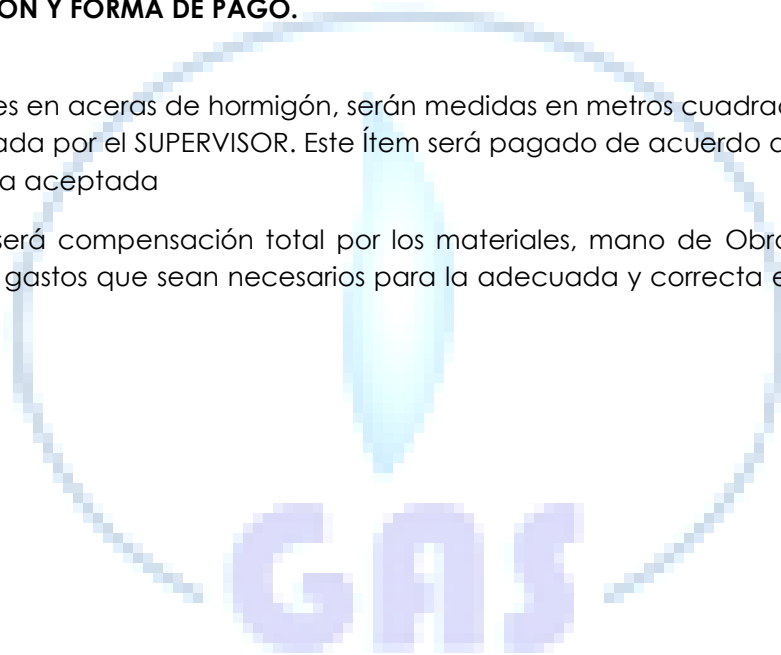 ON Y FORMA DE PAGO.
es en aceras de hormigón, serán medidas en metros cuadrad
ada por el SUPERVISOR. Este Ítem será pagado de acuerdo a
a aceptada
será compensación total por los materiales, mano de Obra
gastos que sean necesarios para la adecuada y correcta e
GAS